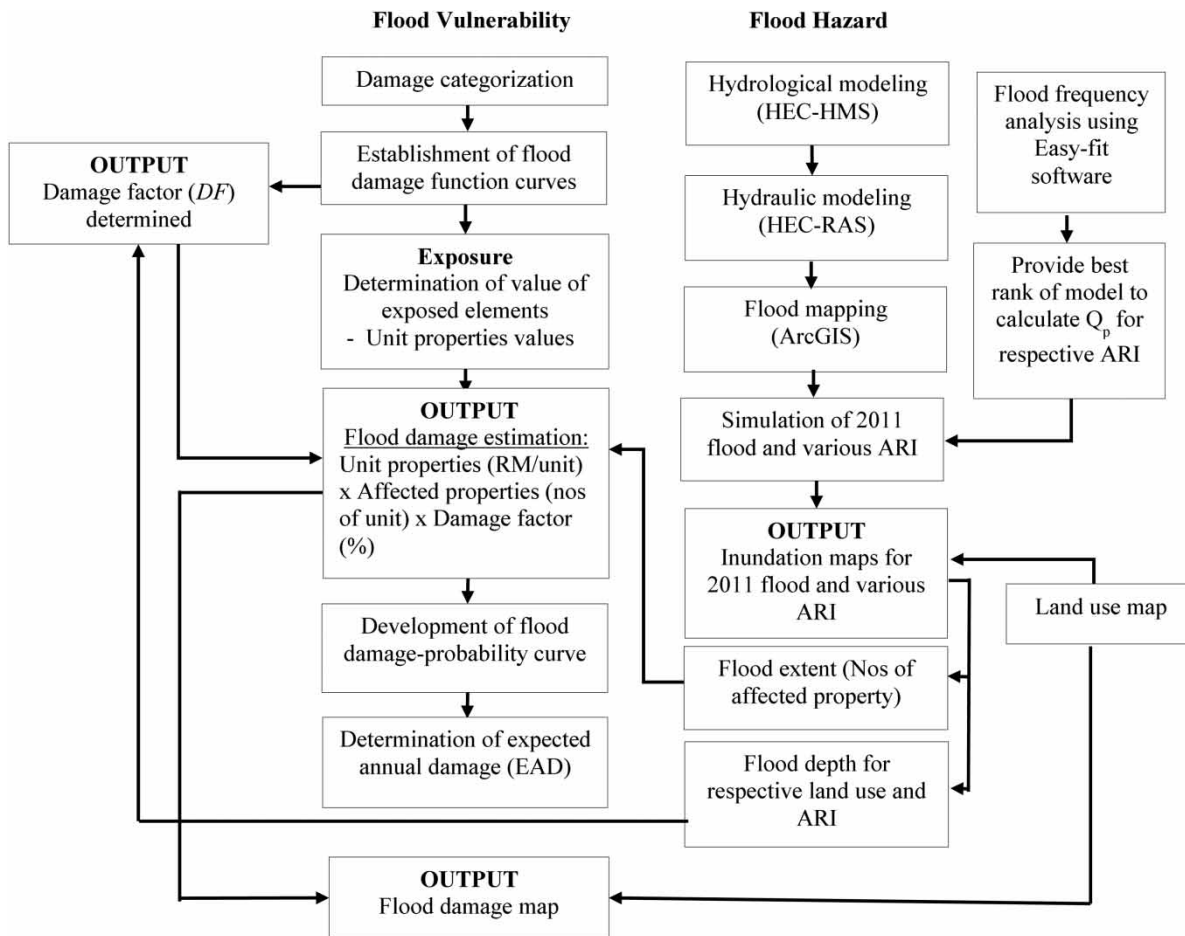 Flood Vulnerability
Flood Hazard
Damage categorization
Establishment of flood
damage function curves
OUTPUT
Damage factor (DF)
determined
Exposure
Determination of value of
exposed elements
- Unit properties values
OUTPUT
Flood damage estimation:
Unit properties (RM/unit)
x Affected properties (nos
of unit) x Damage factor
(%)
Development of flood
damage-probability curve
Determination of expected
annual damage (EAD)
OUTPUT
Flood damage map
Hydrological modeling
(HEC-HMS)
Hydraulic modeling
(HEC-RAS)
Flood mapping
(ArcGIS)
Simulation of 2011
flood and various ARI
OUTPUT
Inundation maps for
2011 flood and various
ARI
Flood extent (Nos of
affected property)
Flood depth for
respective land use and
ARI
Flood frequency
analysis using
Easy-fit
software
Provide best
rank of model to
calculate Qp for
respective ARI
Land use map